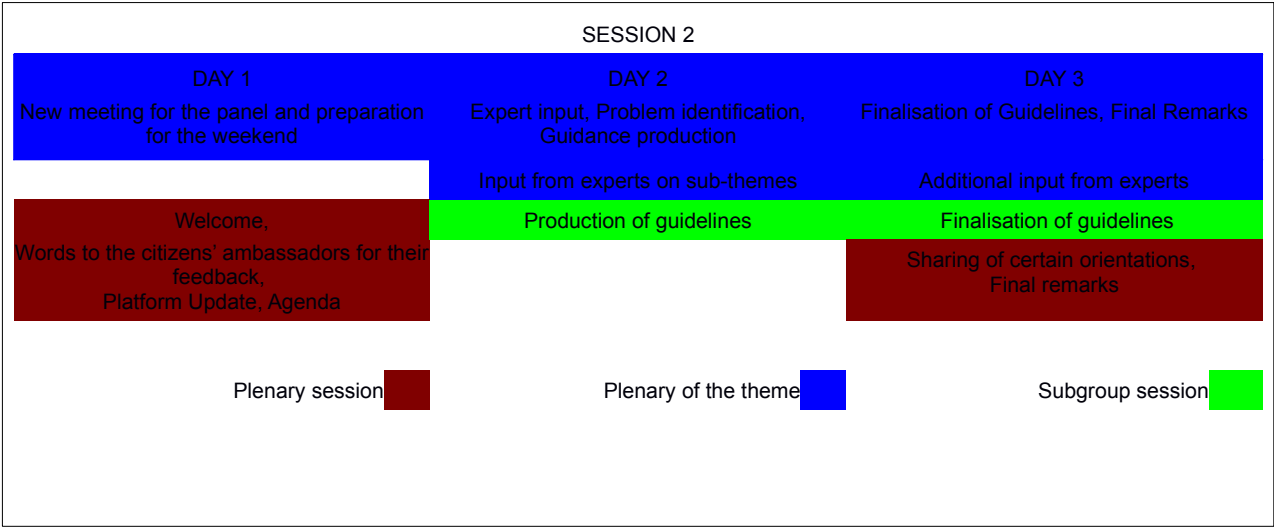 SESSION 2
DAY 1
New meeting for the panel and preparation
for the weekend
DAY 2
Expert input, Problem identification,
Guidance production
DAY 3
Finalisation of Guidelines, Final Remarks
Input from experts on sub-themes
Additional input from experts
Welcome,
Words to the citizens’ ambassadors for their
feedback,
Platform Update, Agenda
Production of guidelines
Finalisation of guidelines
Sharing of certain orientations,
Final remarks
Plenary session
Plenary of the theme
Subgroup session